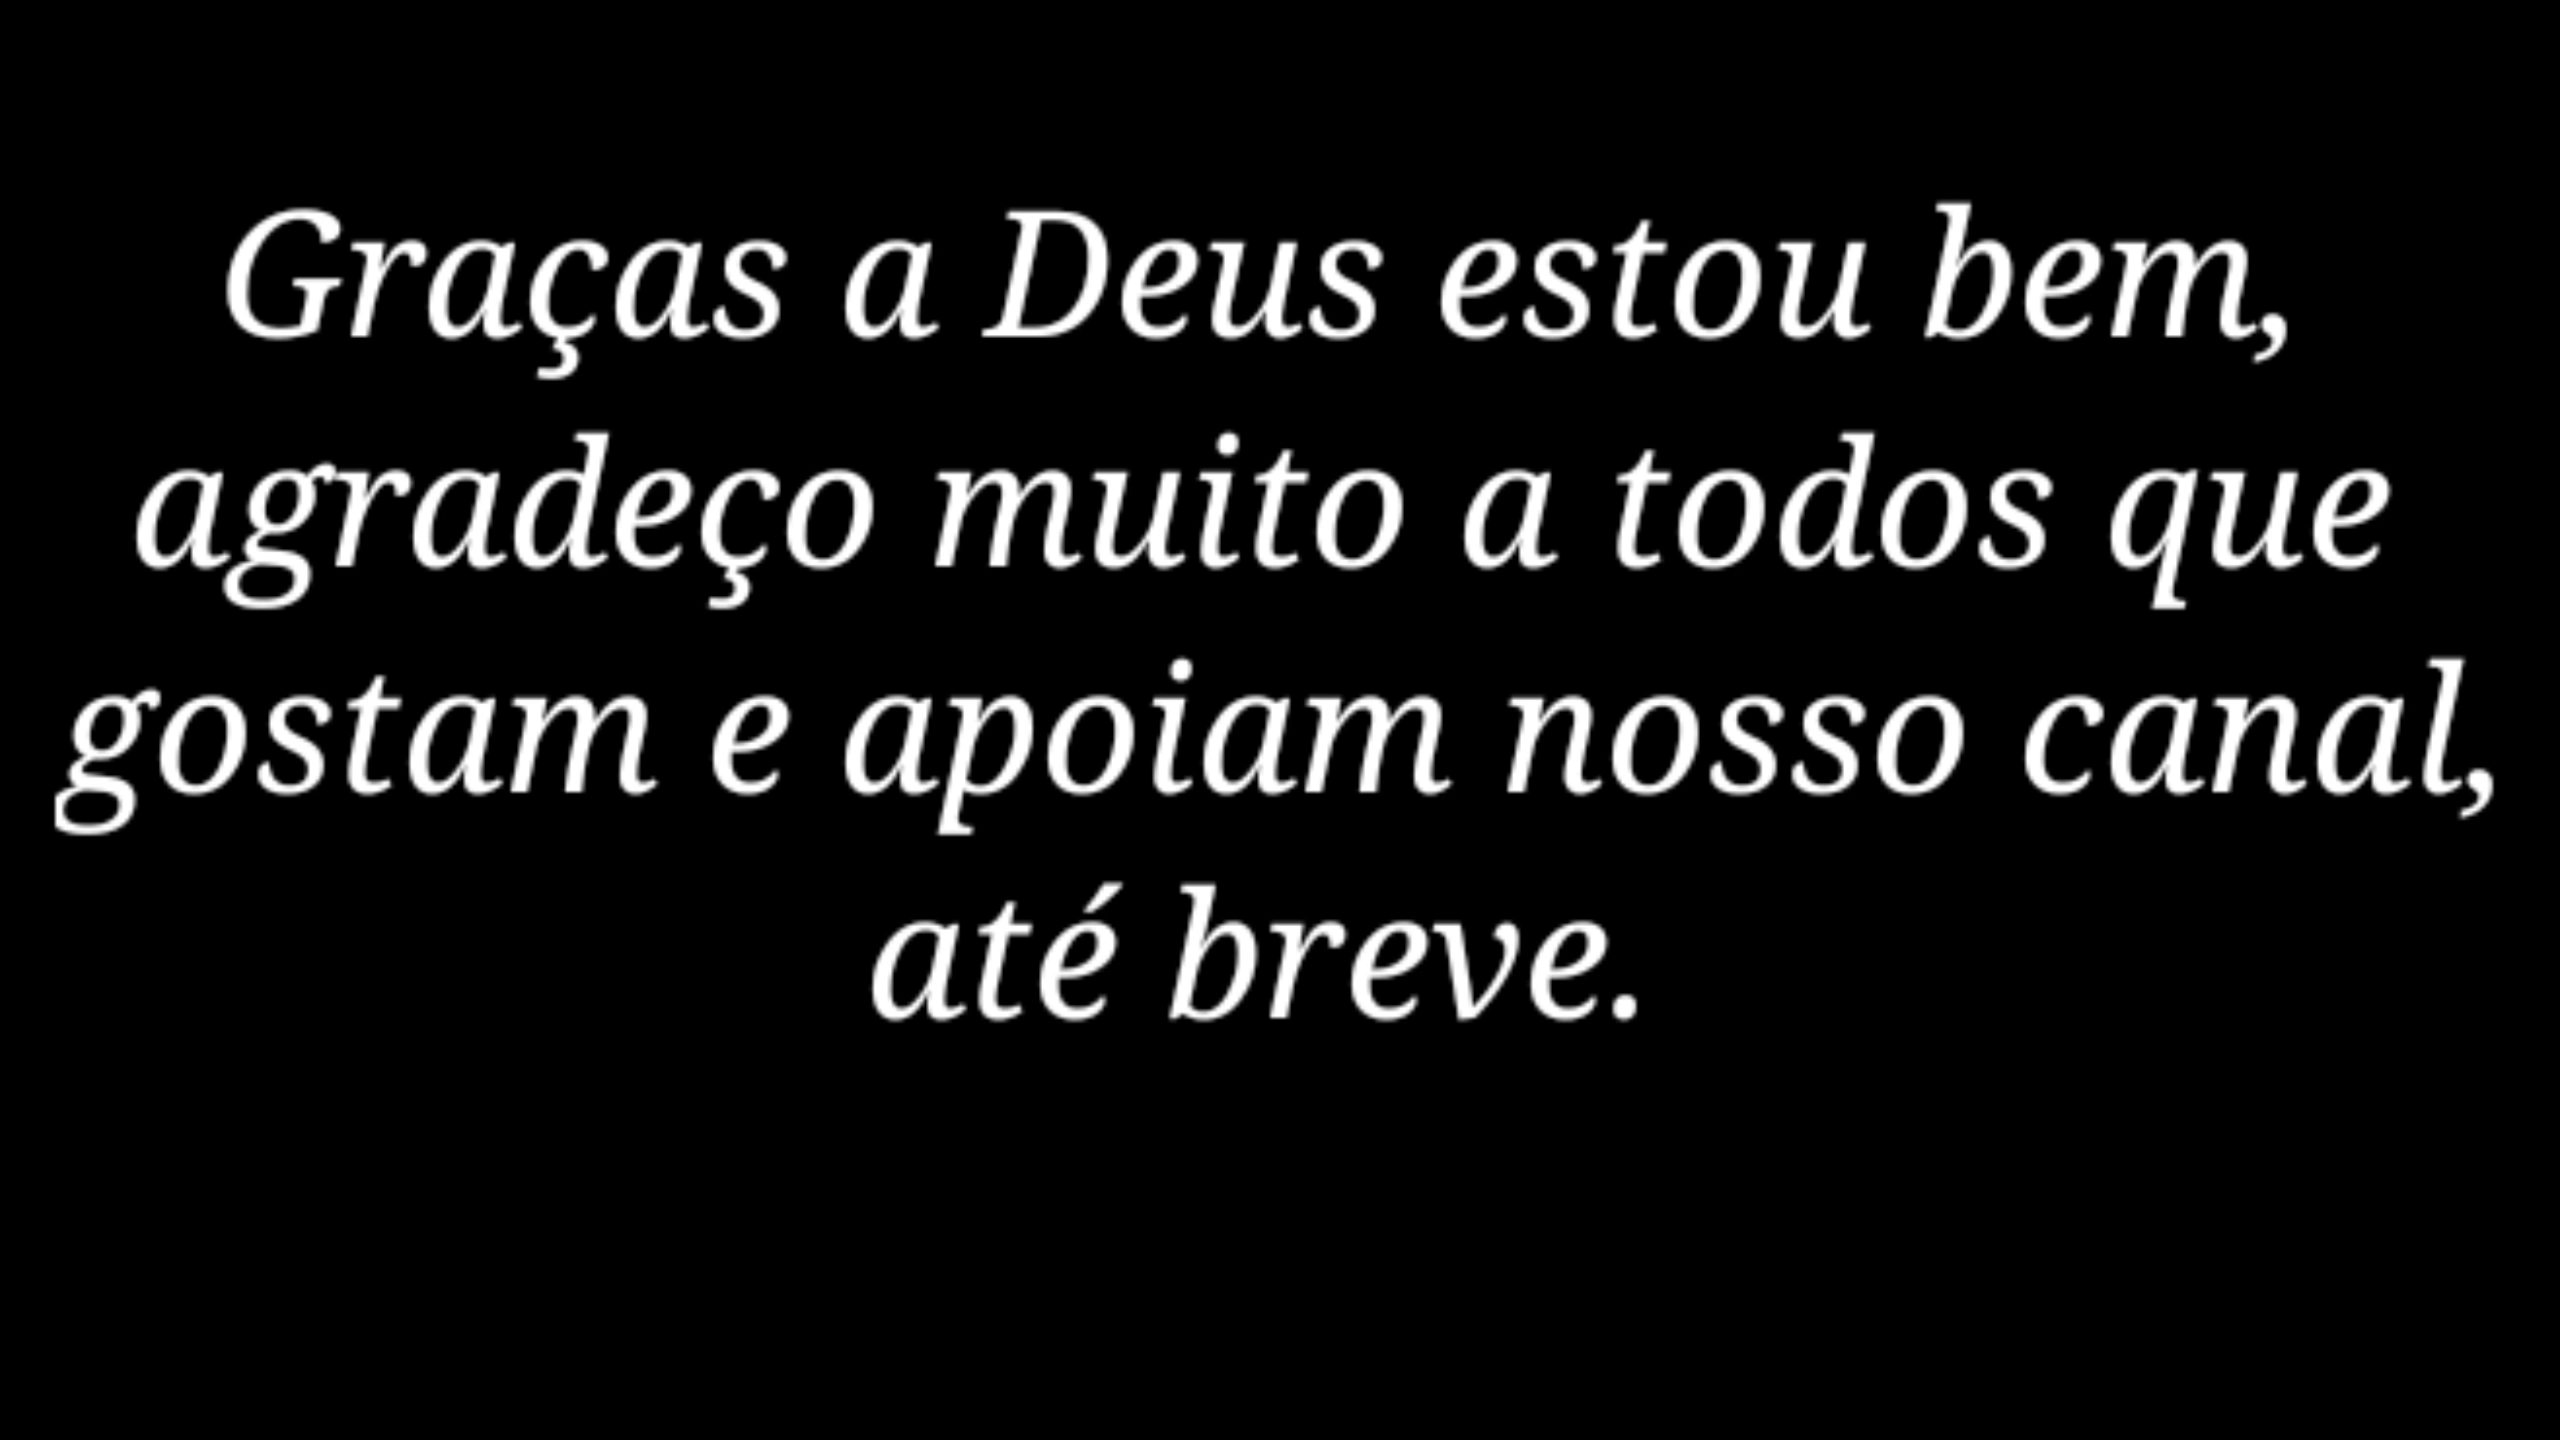 Graças a Deus estou bem,
agradeço muito a todos que
gostam e apoiam nosso canal,
até breve.